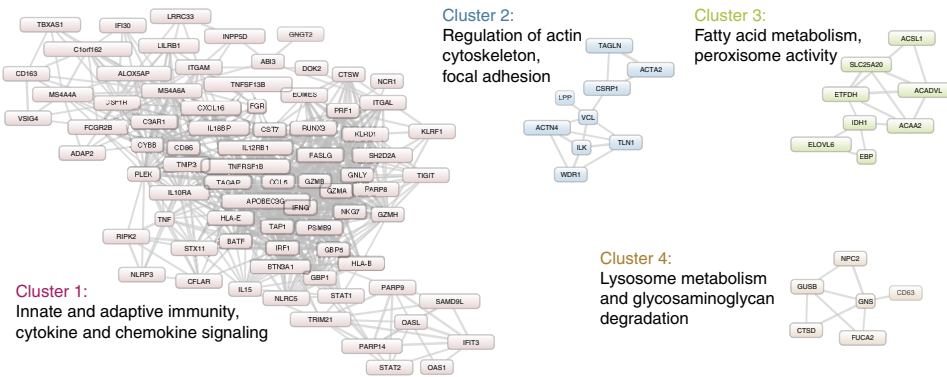 Cluster 1:
Innate and adaptive immunity,
cytokine and chemokine signaling
TBXAS1
IFI30
LRRC33
C1orf162
LILRB1
INPP5D
GNGT2
CD163
ALOX5AP
ITGAM
ABI3
DOK2
CTSW
NCR1
MS4A4A
MS4A6A
TNFSF13B
EOMES
CSF1R
CXCL16
FGR
PRF1
ITGAL
VSIG4
FCGR2B
C3AR1
IL18BP
CST7
RUNX3
KLRD1
KLRF1
ADAP2
CYBB
CD86
IL12RB1
FASLG
SH2D2A
PLEK
TNIP3
TNFRSF1B
GNLY
TIGIT
TAGAP
CCL5
GZMB
GZMA
PARP8
IL10RA
APOBEC3G
IFNG
NKG7
GZMH
TNF
HLA-E
TAP1
PSMB9
RIPK2
STX11
BATF
IRF1
GBP5
NLRP3
CFLAR
BTN3A1
HLA-B
GBP1
IL15
NLRC5
STAT1
PARP9
SAMD9L
TRIM21
OASL
PARP14
IFIT3
STAT2
OAS1
Cluster 2:
Regulation of actin
cytoskeleton,
focal adhesion
TAGLN
ACTA2
CSRP1
LPP
VCL
ACTN4
ILK
TLN1
WDR1
Cluster 3:
Fatty acid metabolism,
peroxisome activity
ACSL1
SLC25A20
ETFDH
ACADVL
IDH1
ACAA2
ELOVL6
EBP
Cluster 4:
Lysosome metabolism
and glycosaminoglycan
degradation
NPC2
GUSB
GNS
CD63
CTSD
FUCA2